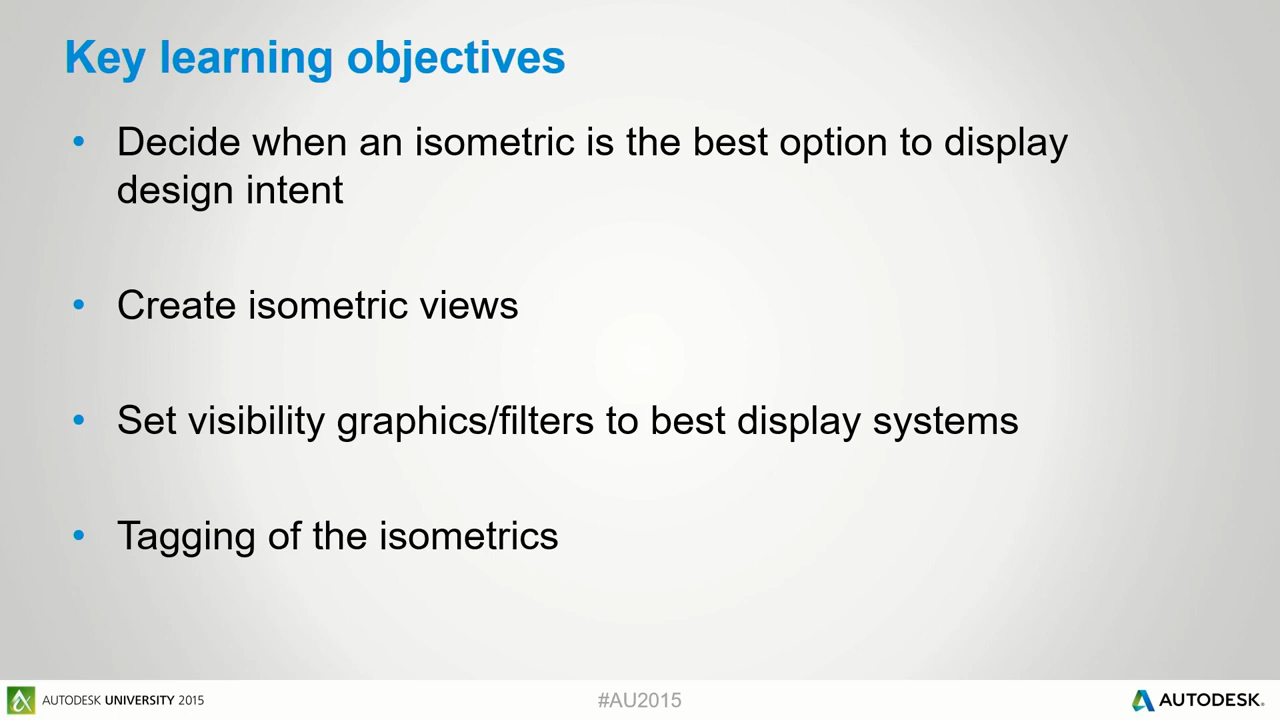 Key learning objectives
• Decide when an isometric is the best option to display
design intent
• Create isometric views
• Set visibility graphics/filters to best display systems
• Tagging of the isometrics
AUTODESK UNIVERSITY 2015
#AU2015
AUTODESK®